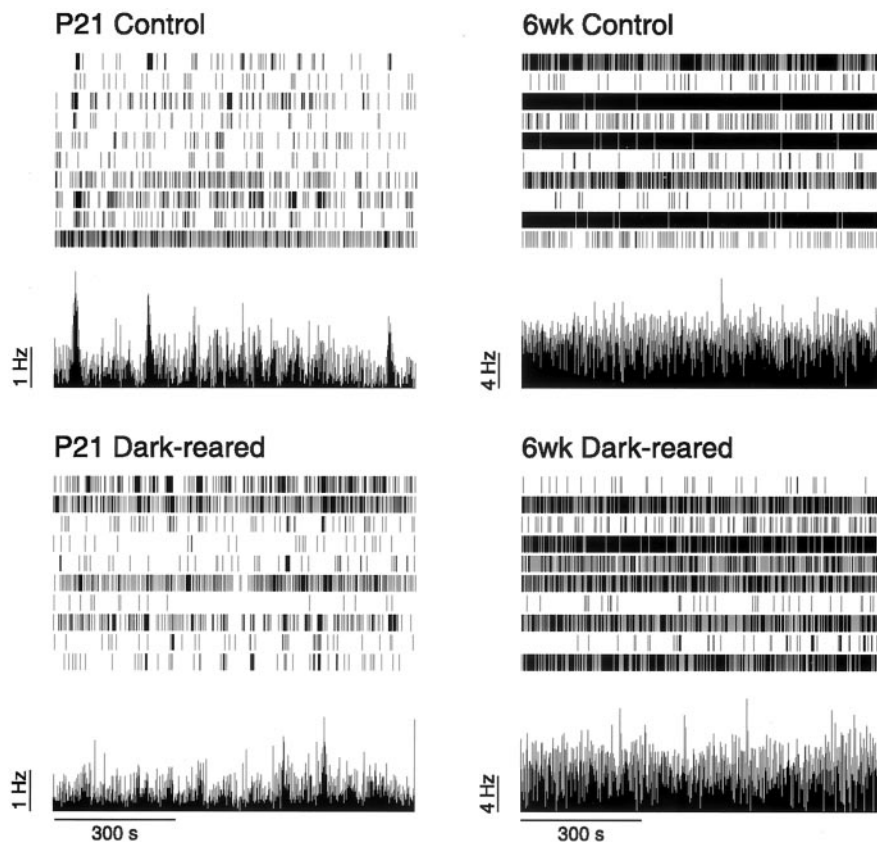 P21 Control
6wk Control
1 Hz
4 Hz
P21 Dark-reared
6wk Dark-reared
1 Hz
4 Hz
300 s
300 s